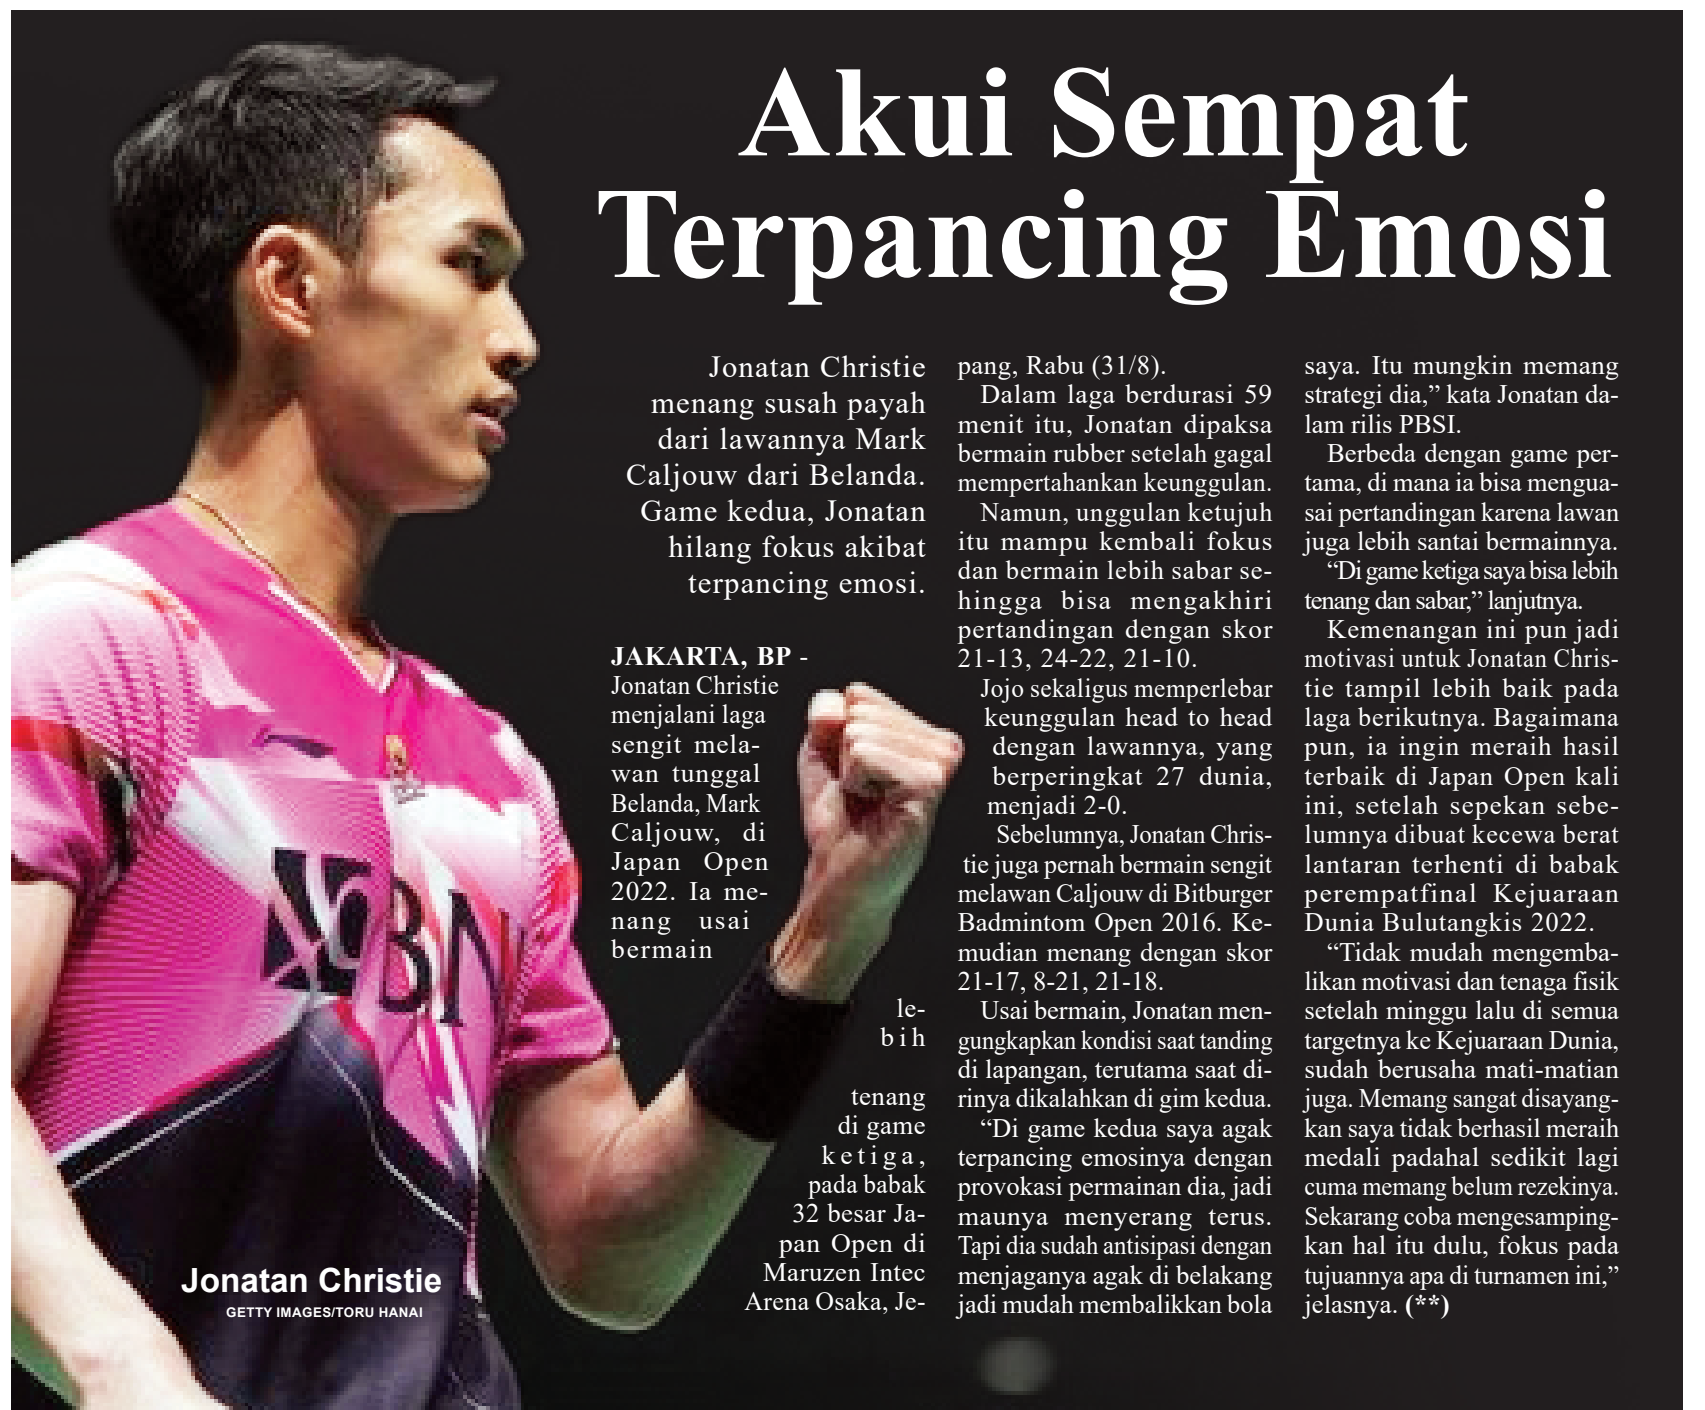 Akui Sempat
Terpancing Emosi
Jonatan Christie
menang susah payah
dari lawannya Mark
Caljouw dari Belanda.
Game kedua, Jonatan
hilang fokus akibat
terpancing emosi.
JAKARTA, BP -
Jonatan Christie
menjalani laga
sengit mela-
wan tunggal
Belanda, Mark
Caljouw, di
Japan Open
2022. Ia me-
nang usai
bermain
le-
bih
tenang
di game
ketiga,
pada babak
32 besar Ja-
pan Open di
Maruzen Intec
Arena Osaka, Je-
pang, Rabu (31/8).
Dalam laga berdurasi 59
menit itu, Jonatan dipaksa
bermain rubber setelah gagal
mempertahankan keunggulan.
Namun, unggulan ketujuh
itu mampu kembali fokus
dan bermain lebih sabar se-
hingga bisa mengakhiri
pertandingan dengan skor
21-13, 24-22, 21-10.
Jojo sekaligus memperlebar
keunggulan head to head
dengan lawannya, yang
berperingkat 27 dunia,
menjadi 2-0.
Sebelumnya, Jonatan Chris-
tie juga pernah bermain sengit
melawan Caljouw di Bitburger
Badmintom Open 2016. Ke-
mudian menang dengan skor
21-17, 8-21, 21-18.
Usai bermain, Jonatan men-
gungkapkan kondisi saat tanding
di lapangan, terutama saat di-
rinya dikalahkan di gim kedua.
“Di game kedua saya agak
terpancing emosinya dengan
provokasi permainan dia, jadi
maunya menyerang terus.
Tapi dia sudah antisipasi dengan
menjaganya agak di belakang
jadi mudah membalikkan bola
saya. Itu mungkin memang
strategi dia,” kata Jonatan da-
lam rilis PBSI.
Berbeda dengan game per-
tama, di mana ia bisa mengua-
sai pertandingan karena lawan
juga lebih santai bermainnya.
“Di game ketiga saya bisa lebih
tenang dan sabar,” lanjutnya.
Kemenangan ini pun jadi
motivasi untuk Jonatan Chris-
tie tampil lebih baik pada
laga berikutnya. Bagaimana
pun, ia ingin meraih hasil
terbaik di Japan Open kali
ini, setelah sepekan sebe-
lumnya dibuat kecewa berat
lantaran terhenti di babak
perempatfinal Kejuaraan
Dunia Bulutangkis 2022.
“Tidak mudah mengemba-
likan motivasi dan tenaga fisik
setelah minggu lalu di semua
targetnya ke Kejuaraan Dunia,
sudah berusaha mati-matian
juga. Memang sangat disayang-
kan saya tidak berhasil meraih
medali padahal sedikit lagi
cuma memang belum rezekinya.
Sekarang coba mengesamping-
kan hal itu dulu, fokus pada
tujuannya apa di turnamen ini,”
jelasnya. (**)
BNI
Jonatan Christie
GETTY IMAGES/TORU HANAI